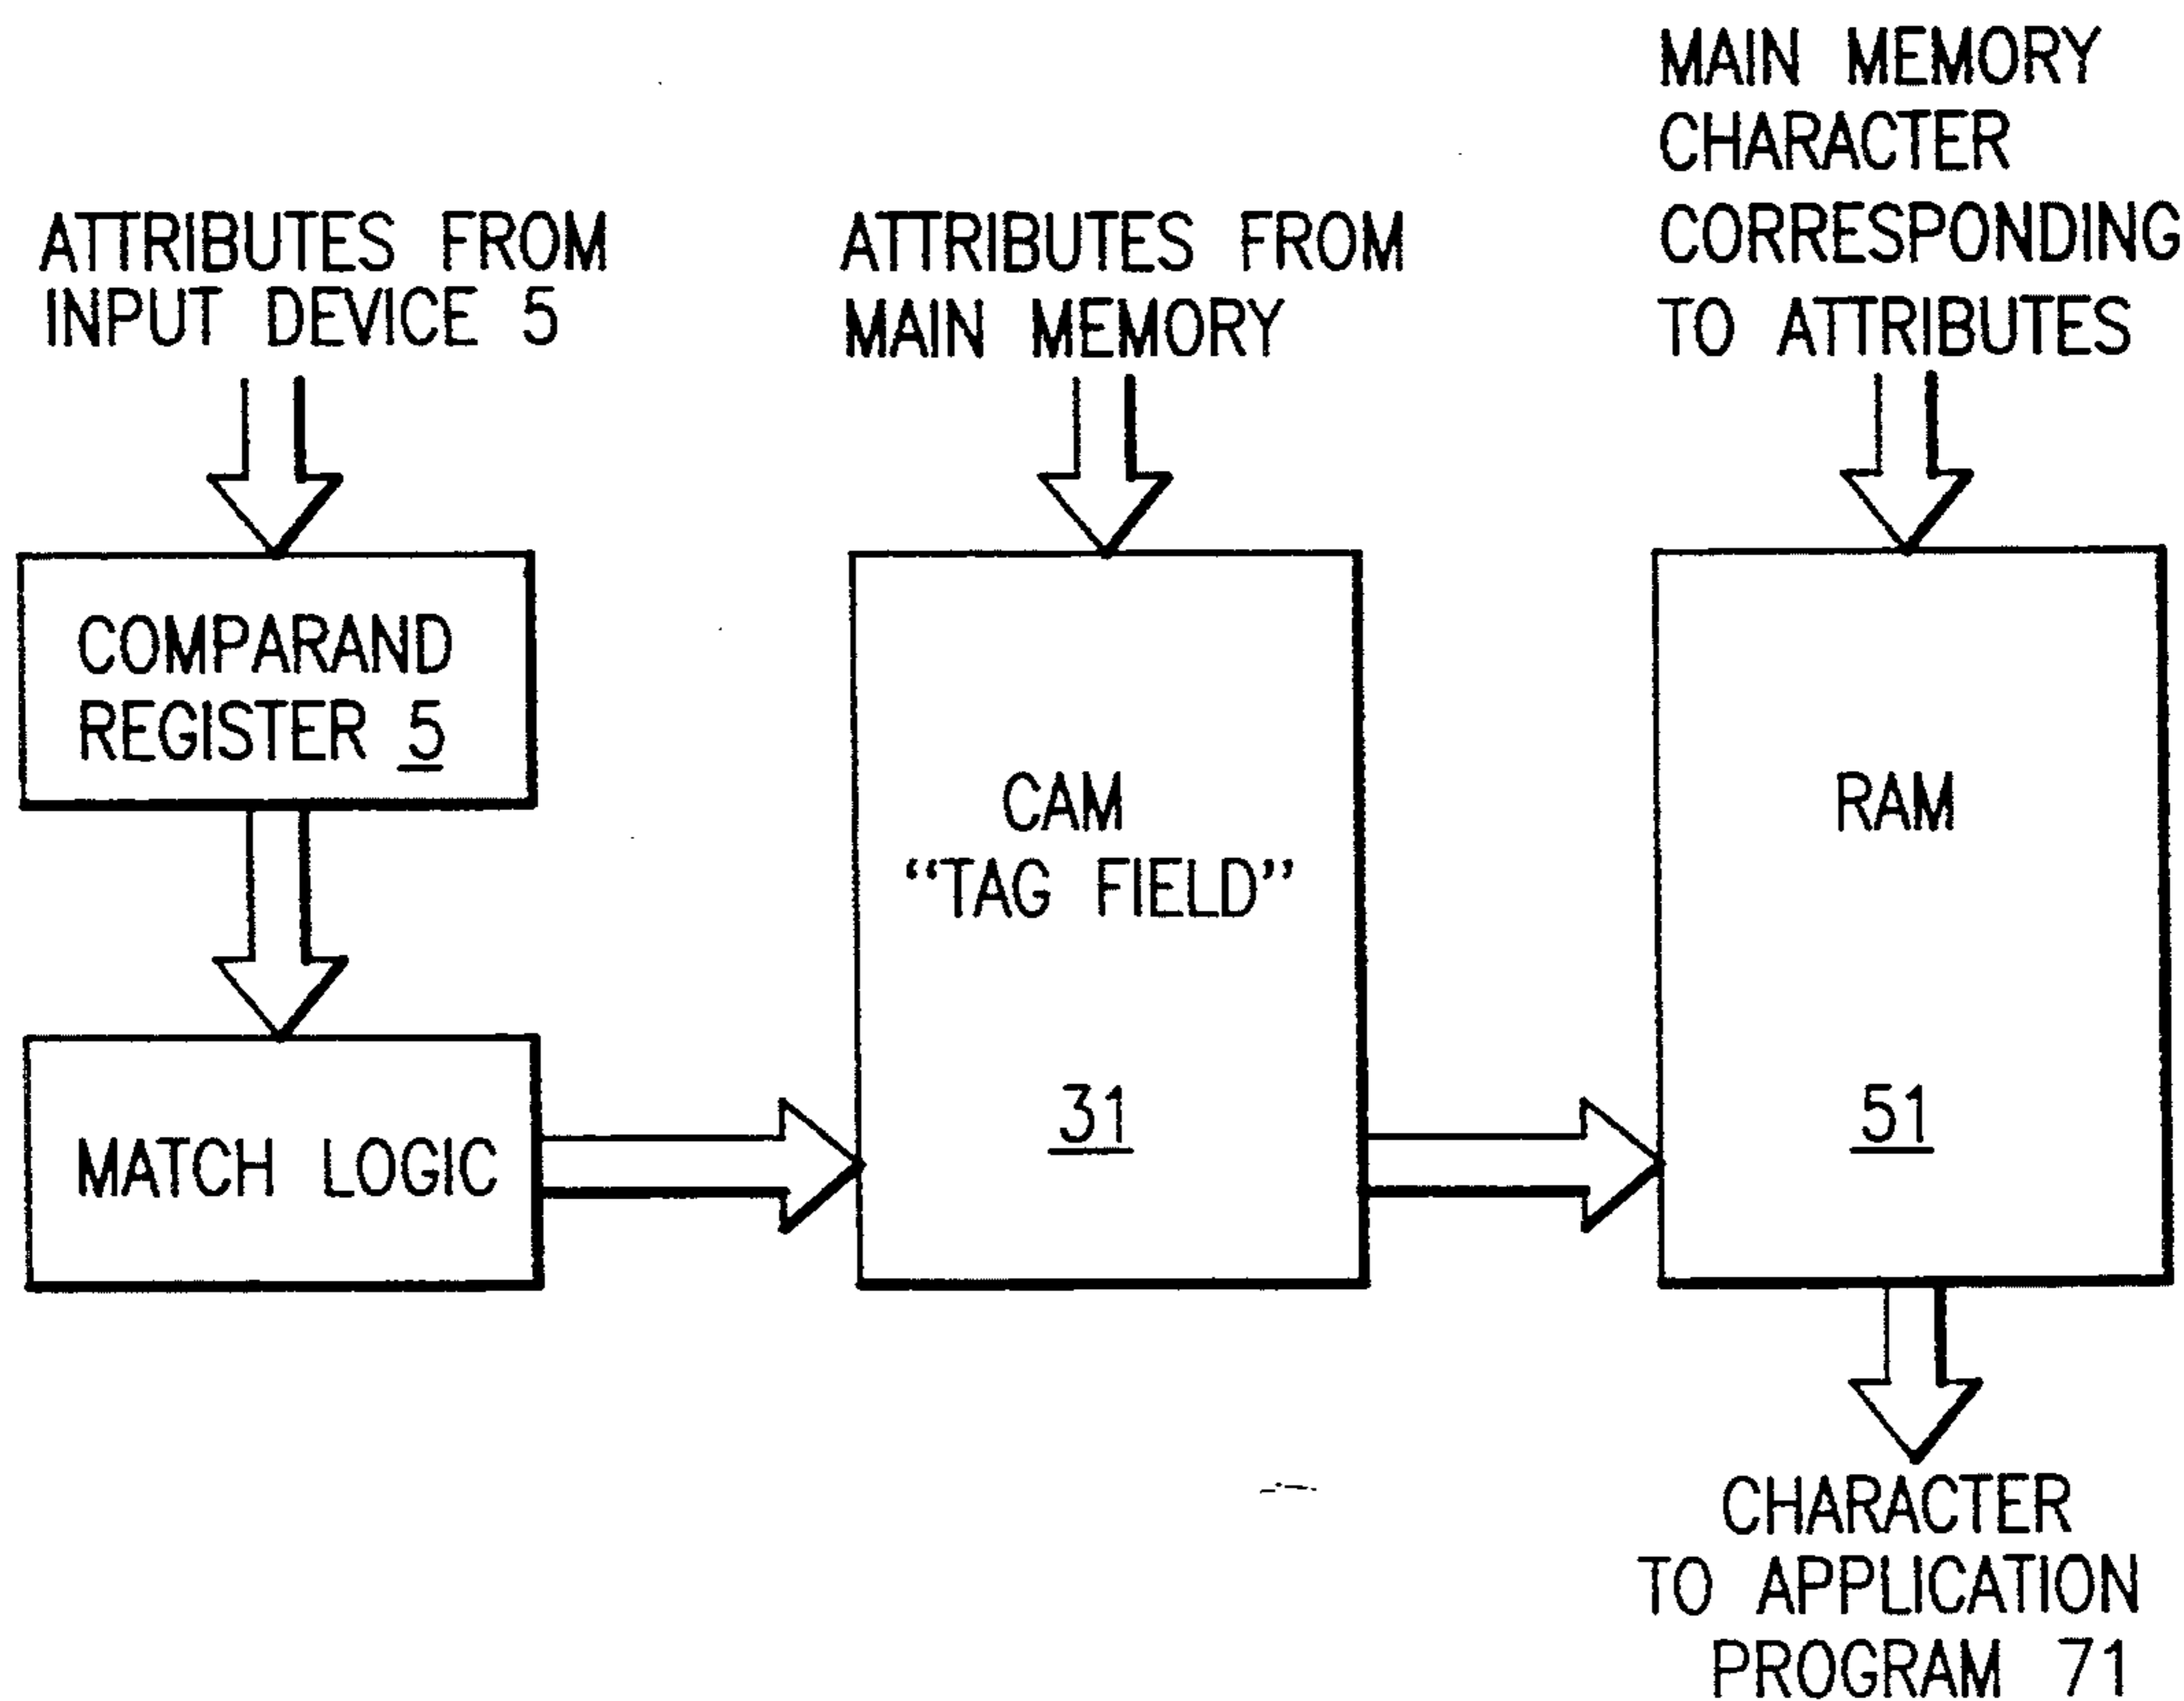 ATTRIBUTES FROM
INPUT DEVICE 5
ATTRIBUTES FROM
MAIN MEMORY
MAIN MEMORY
CHARACTER
CORRESPONDING
TO ATTRIBUTES
COMPARAND
REGISTER 5
MATCH LOGIC
CAM
“TAG FIELD”
31
RAM
51
CHARACTER
TO APPLICATION
PROGRAM 71